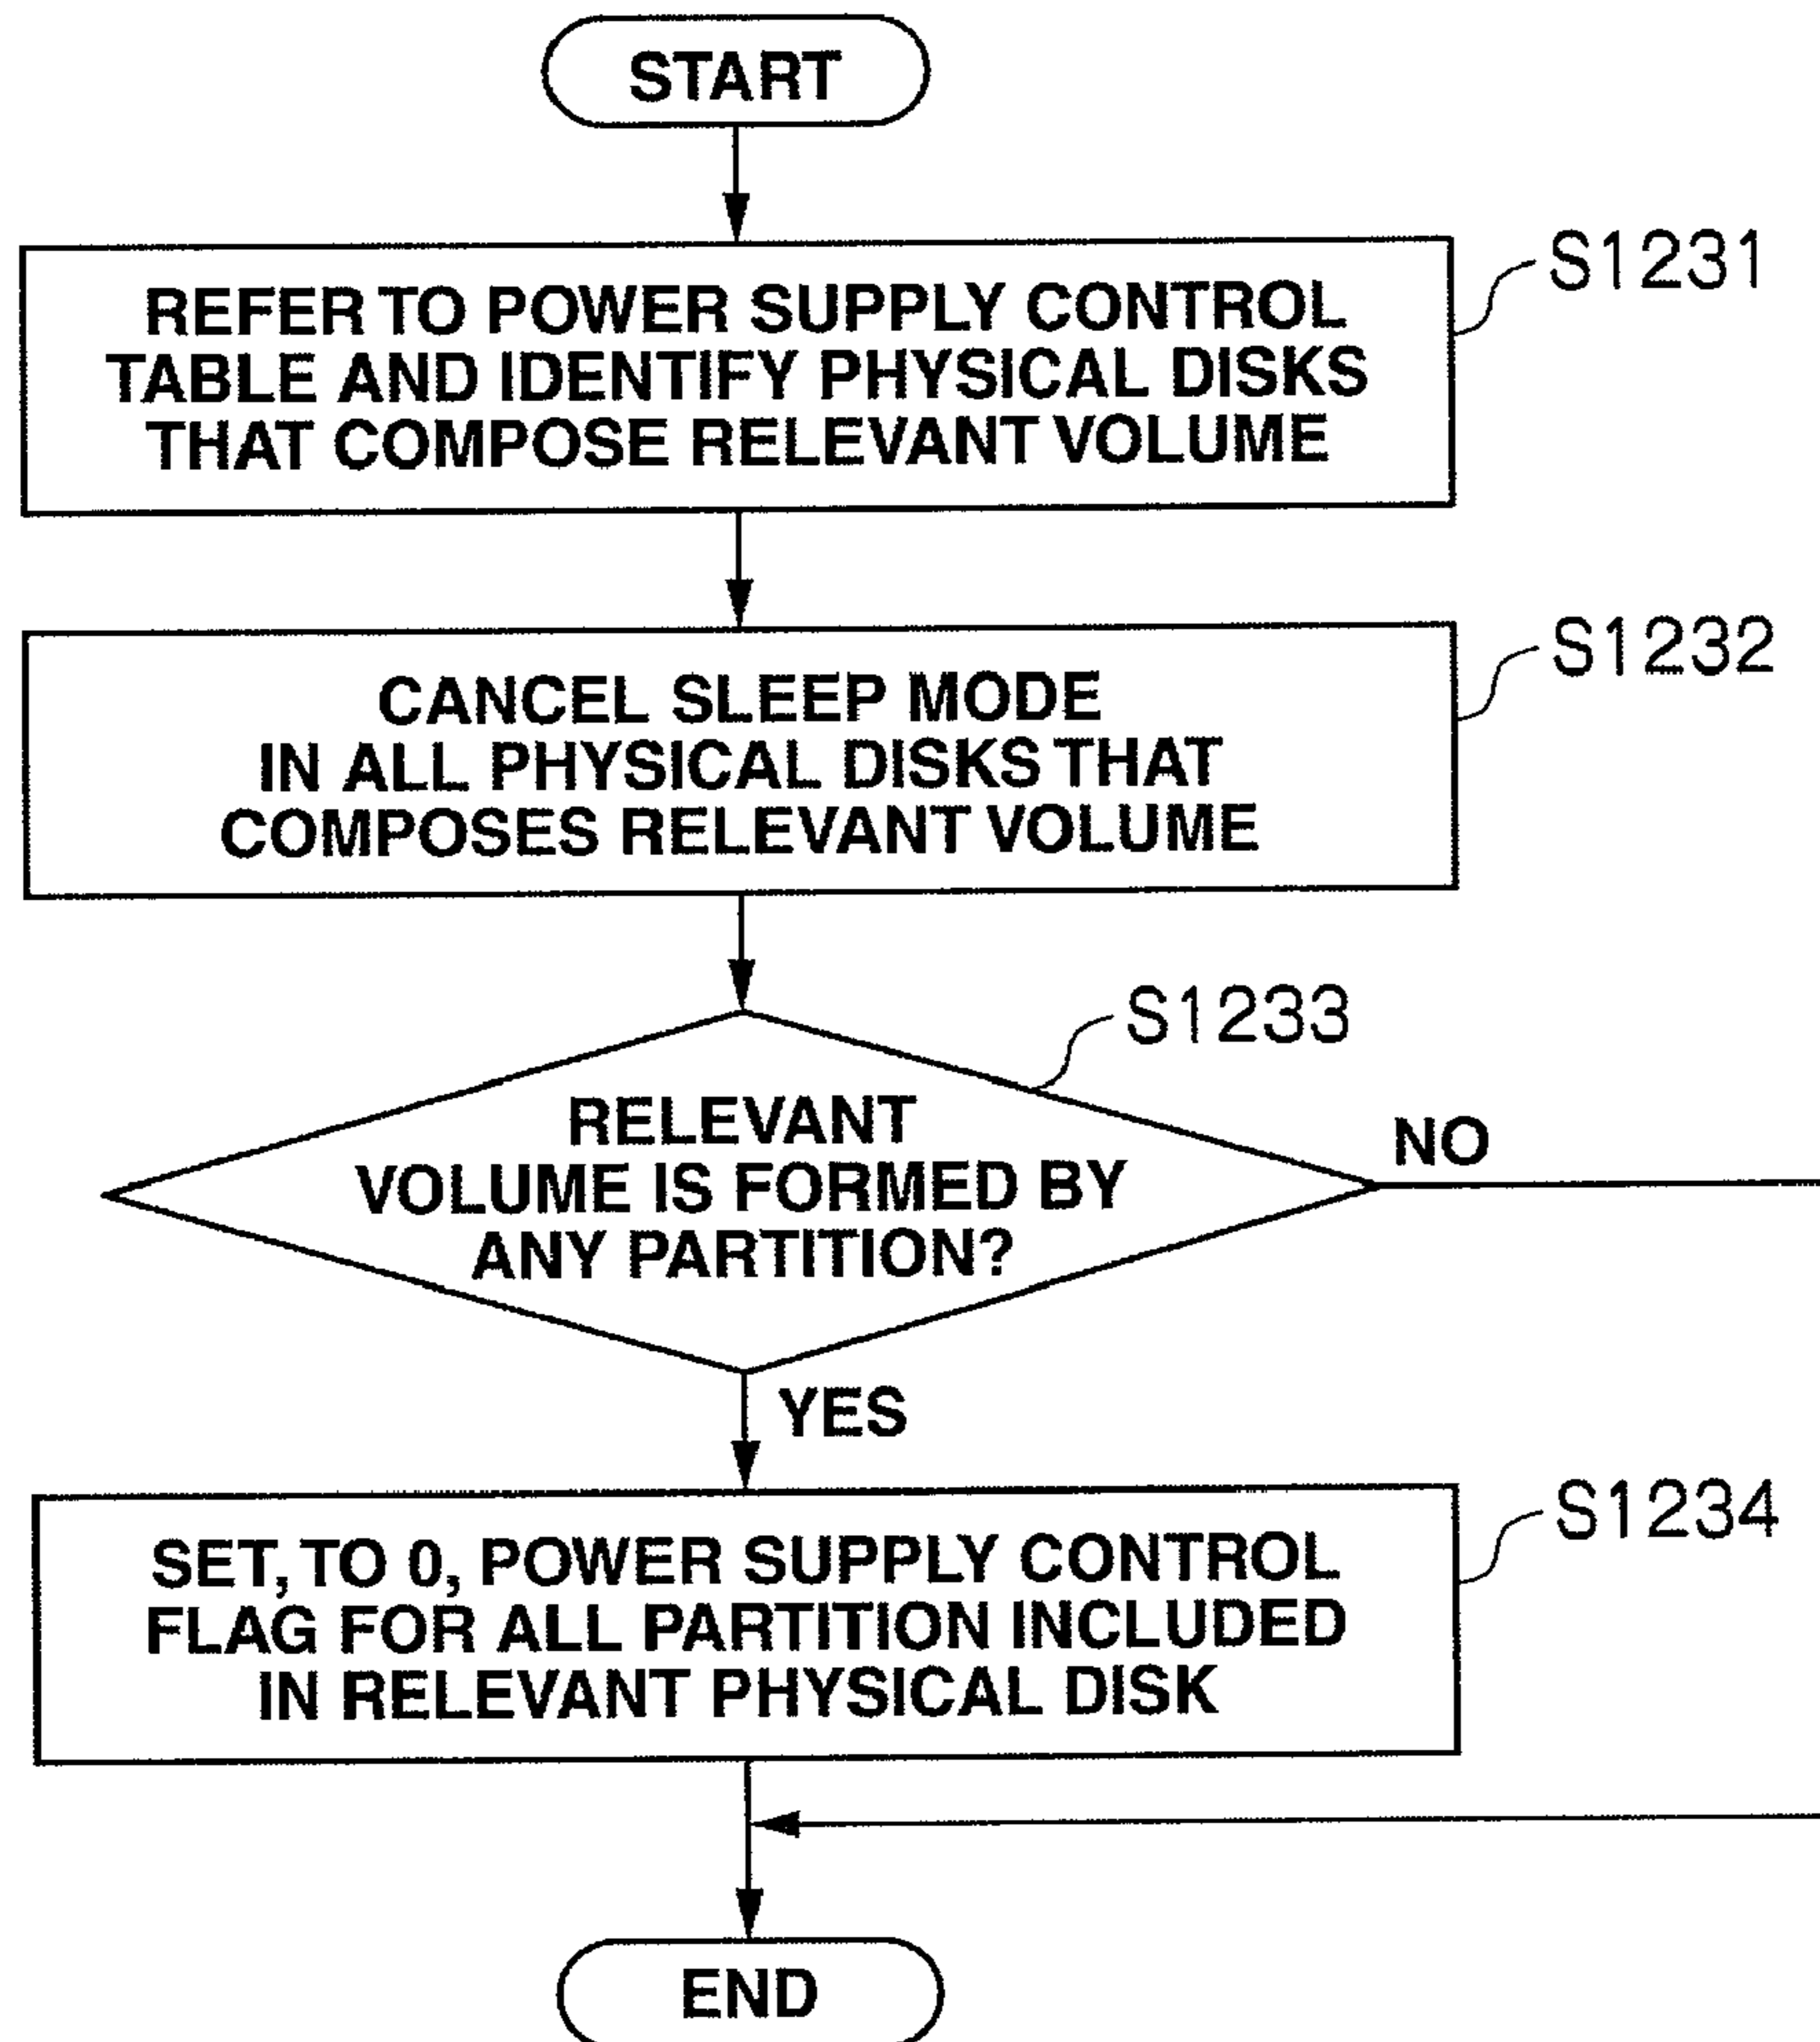 START
S1231
REFER TO POWER SUPPLY CONTROL
TABLE AND IDENTIFY PHYSICAL DISKS
THAT COMPOSE RELEVANT VOLUME
S1232
CANCEL SLEEP MODE
IN ALL PHYSICAL DISKS THAT
COMPOSES RELEVANT VOLUME
S1233
RELEVANT
VOLUME IS FORMED BY
ANY PARTITION?
NO
YES
S1234
SET, TO 0, POWER SUPPLY CONTROL
FLAG FOR ALL PARTITION INCLUDED
IN RELEVANT PHYSICAL DISK
END